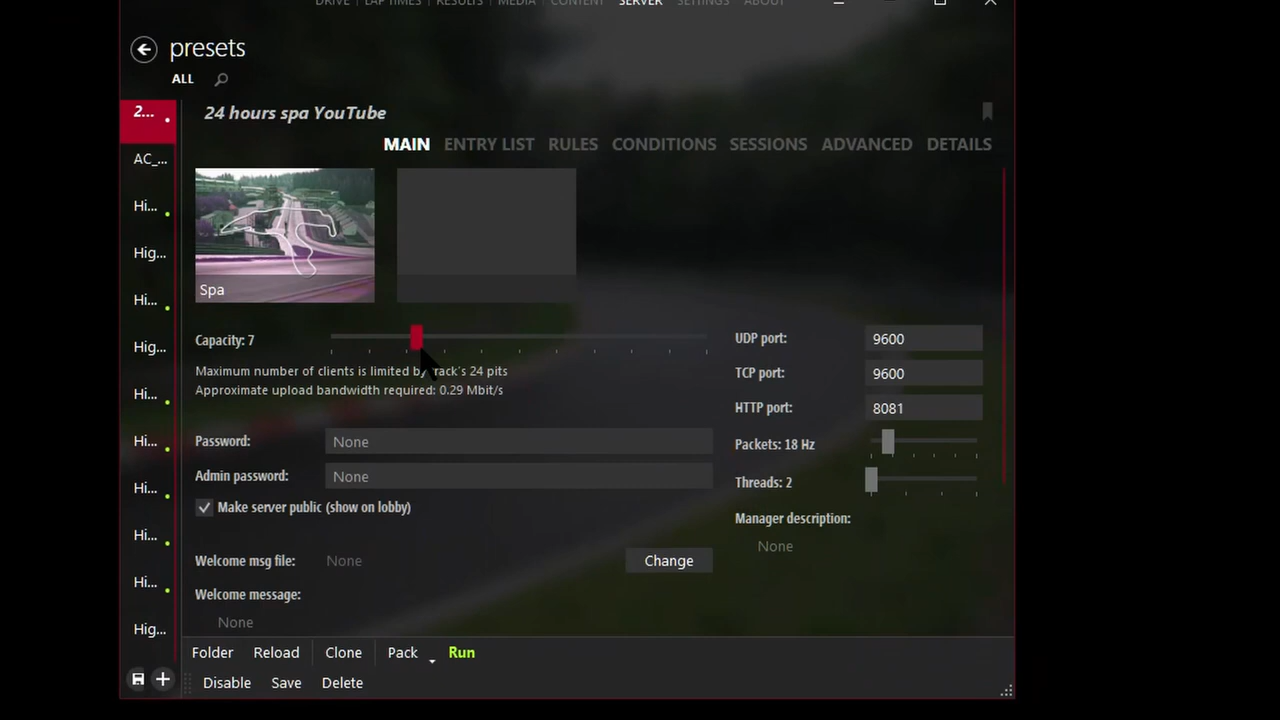 DRIVE | LAP TIMES | RESULTS | MEDIA | CONTENT | SERVER | SETTINGS | ABOUT
presets
ALL
2...
AC_...
Hi...
Hig...
Hi...
Hig...
Hi...
Hi...
Hi...
Hi...
Hi...
Hig...
24 hours spa YouTube
MAIN ENTRY LIST RULES CONDITIONS SESSIONS ADVANCED DETAILS
Spa
Capacity: 7
Maximum number of clients is limited by track's 24 pits
Approximate upload bandwidth required: 0.29 Mbit/s
Password: None
Admin password: None
Make server public (show on lobby)
Welcome msg file: None Change
Welcome message:
None
UDP port: 9600
TCP port: 9600
HTTP port: 8081
Packets: 18 Hz
Threads: 2
Manager description:
None
Folder Reload Clone Pack Run
Disable Save Delete